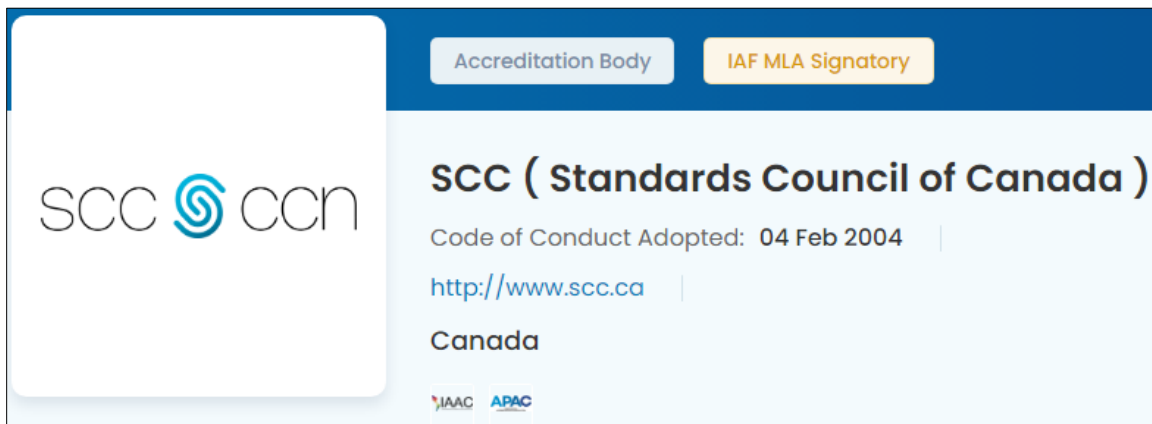 Accreditation Body
IAF MLA Signatory
scc ccn
SCC ( Standards Council of Canada )
Code of Conduct Adopted: 04 Feb 2004
http://www.scc.ca
Canada
IAAC
APAC